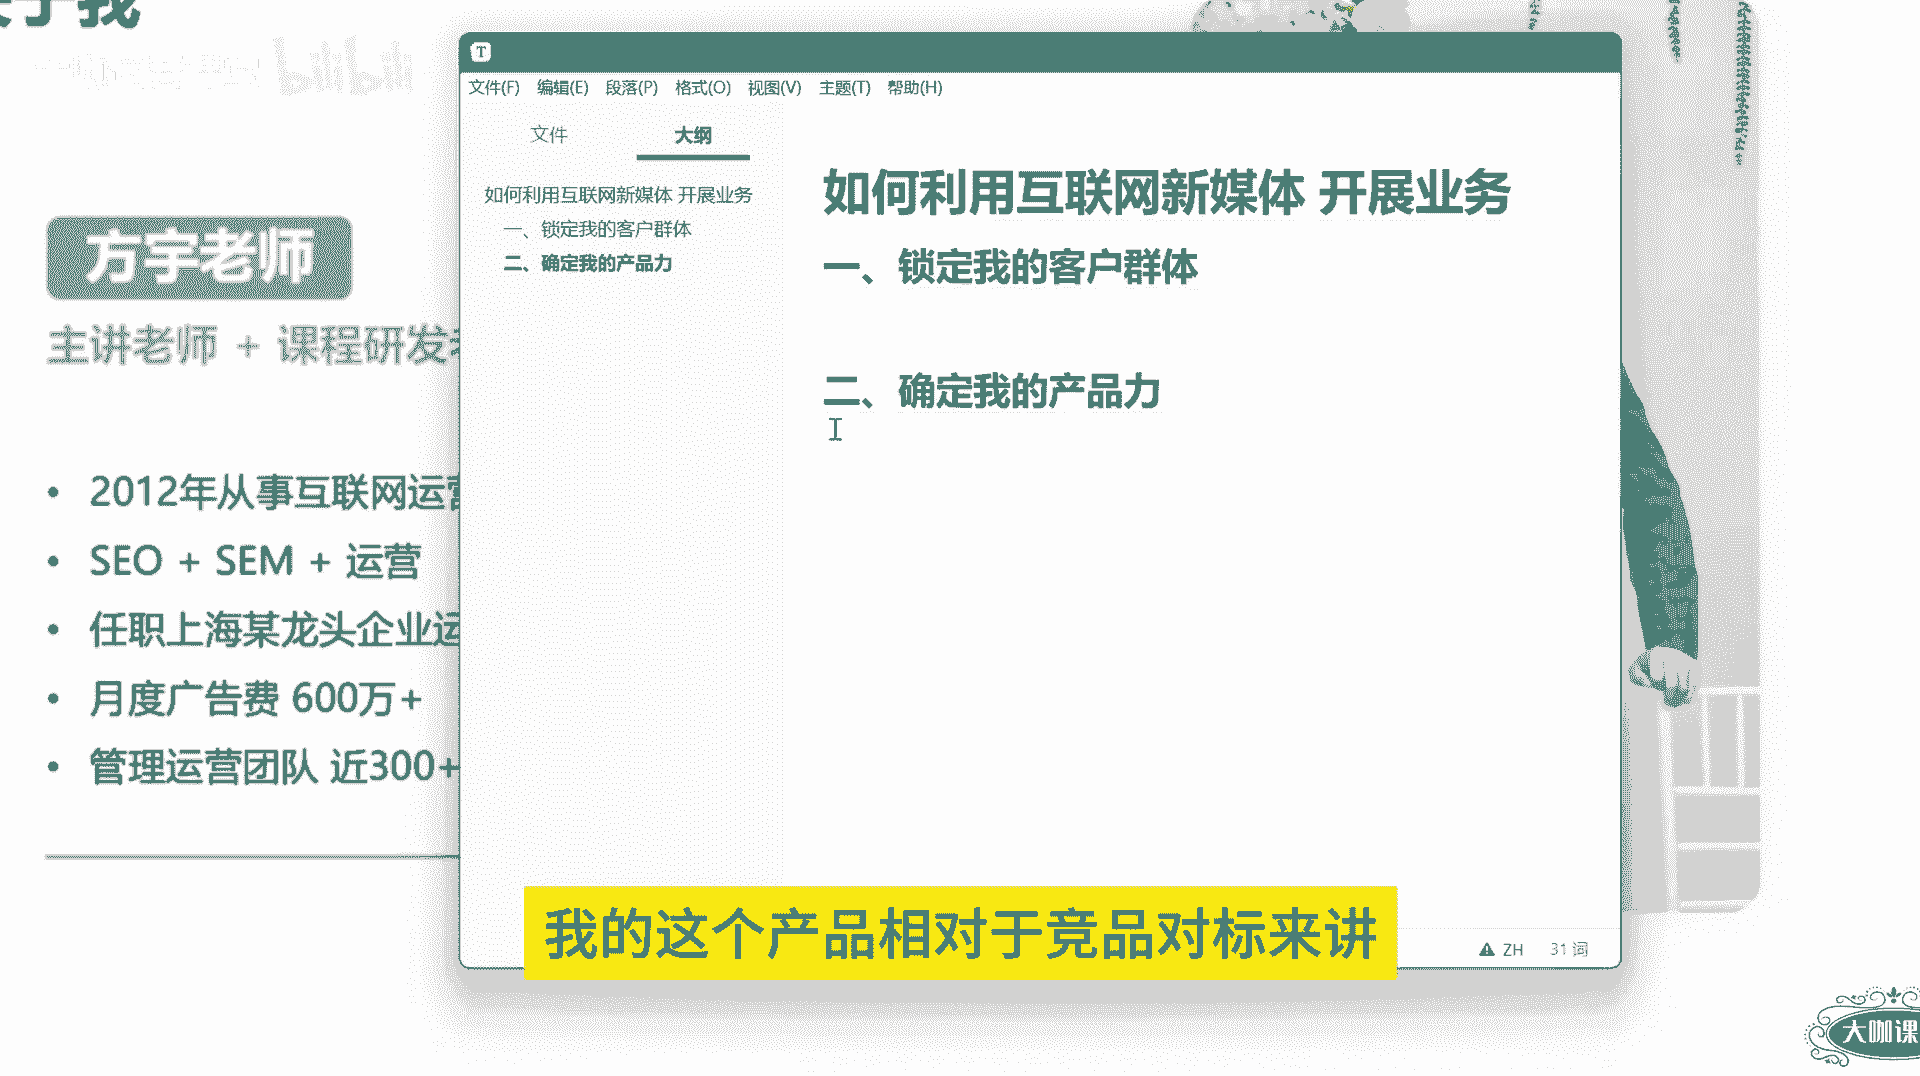 于我
bilibili
方宇老师
主讲老师 + 课程研发
• 2012年从事互联网运营
• SEO + SEM + 运营
• 任职上海某龙头企业运
• 月度广告费 600万+
• 管理运营团队 近300+
T
文件(F) 编辑(E) 段落(P) 格式(O) 视图(V) 主题(T) 帮助(H)
文件 大纲
如何利用互联网新媒体 开展业务
一、锁定我的客户群体
二、确定我的产品力
如何利用互联网新媒体 开展业务
一、锁定我的客户群体
二、确定我的产品力
我的这个产品相对于竞品对标来讲
ZH 31 词
大咖课